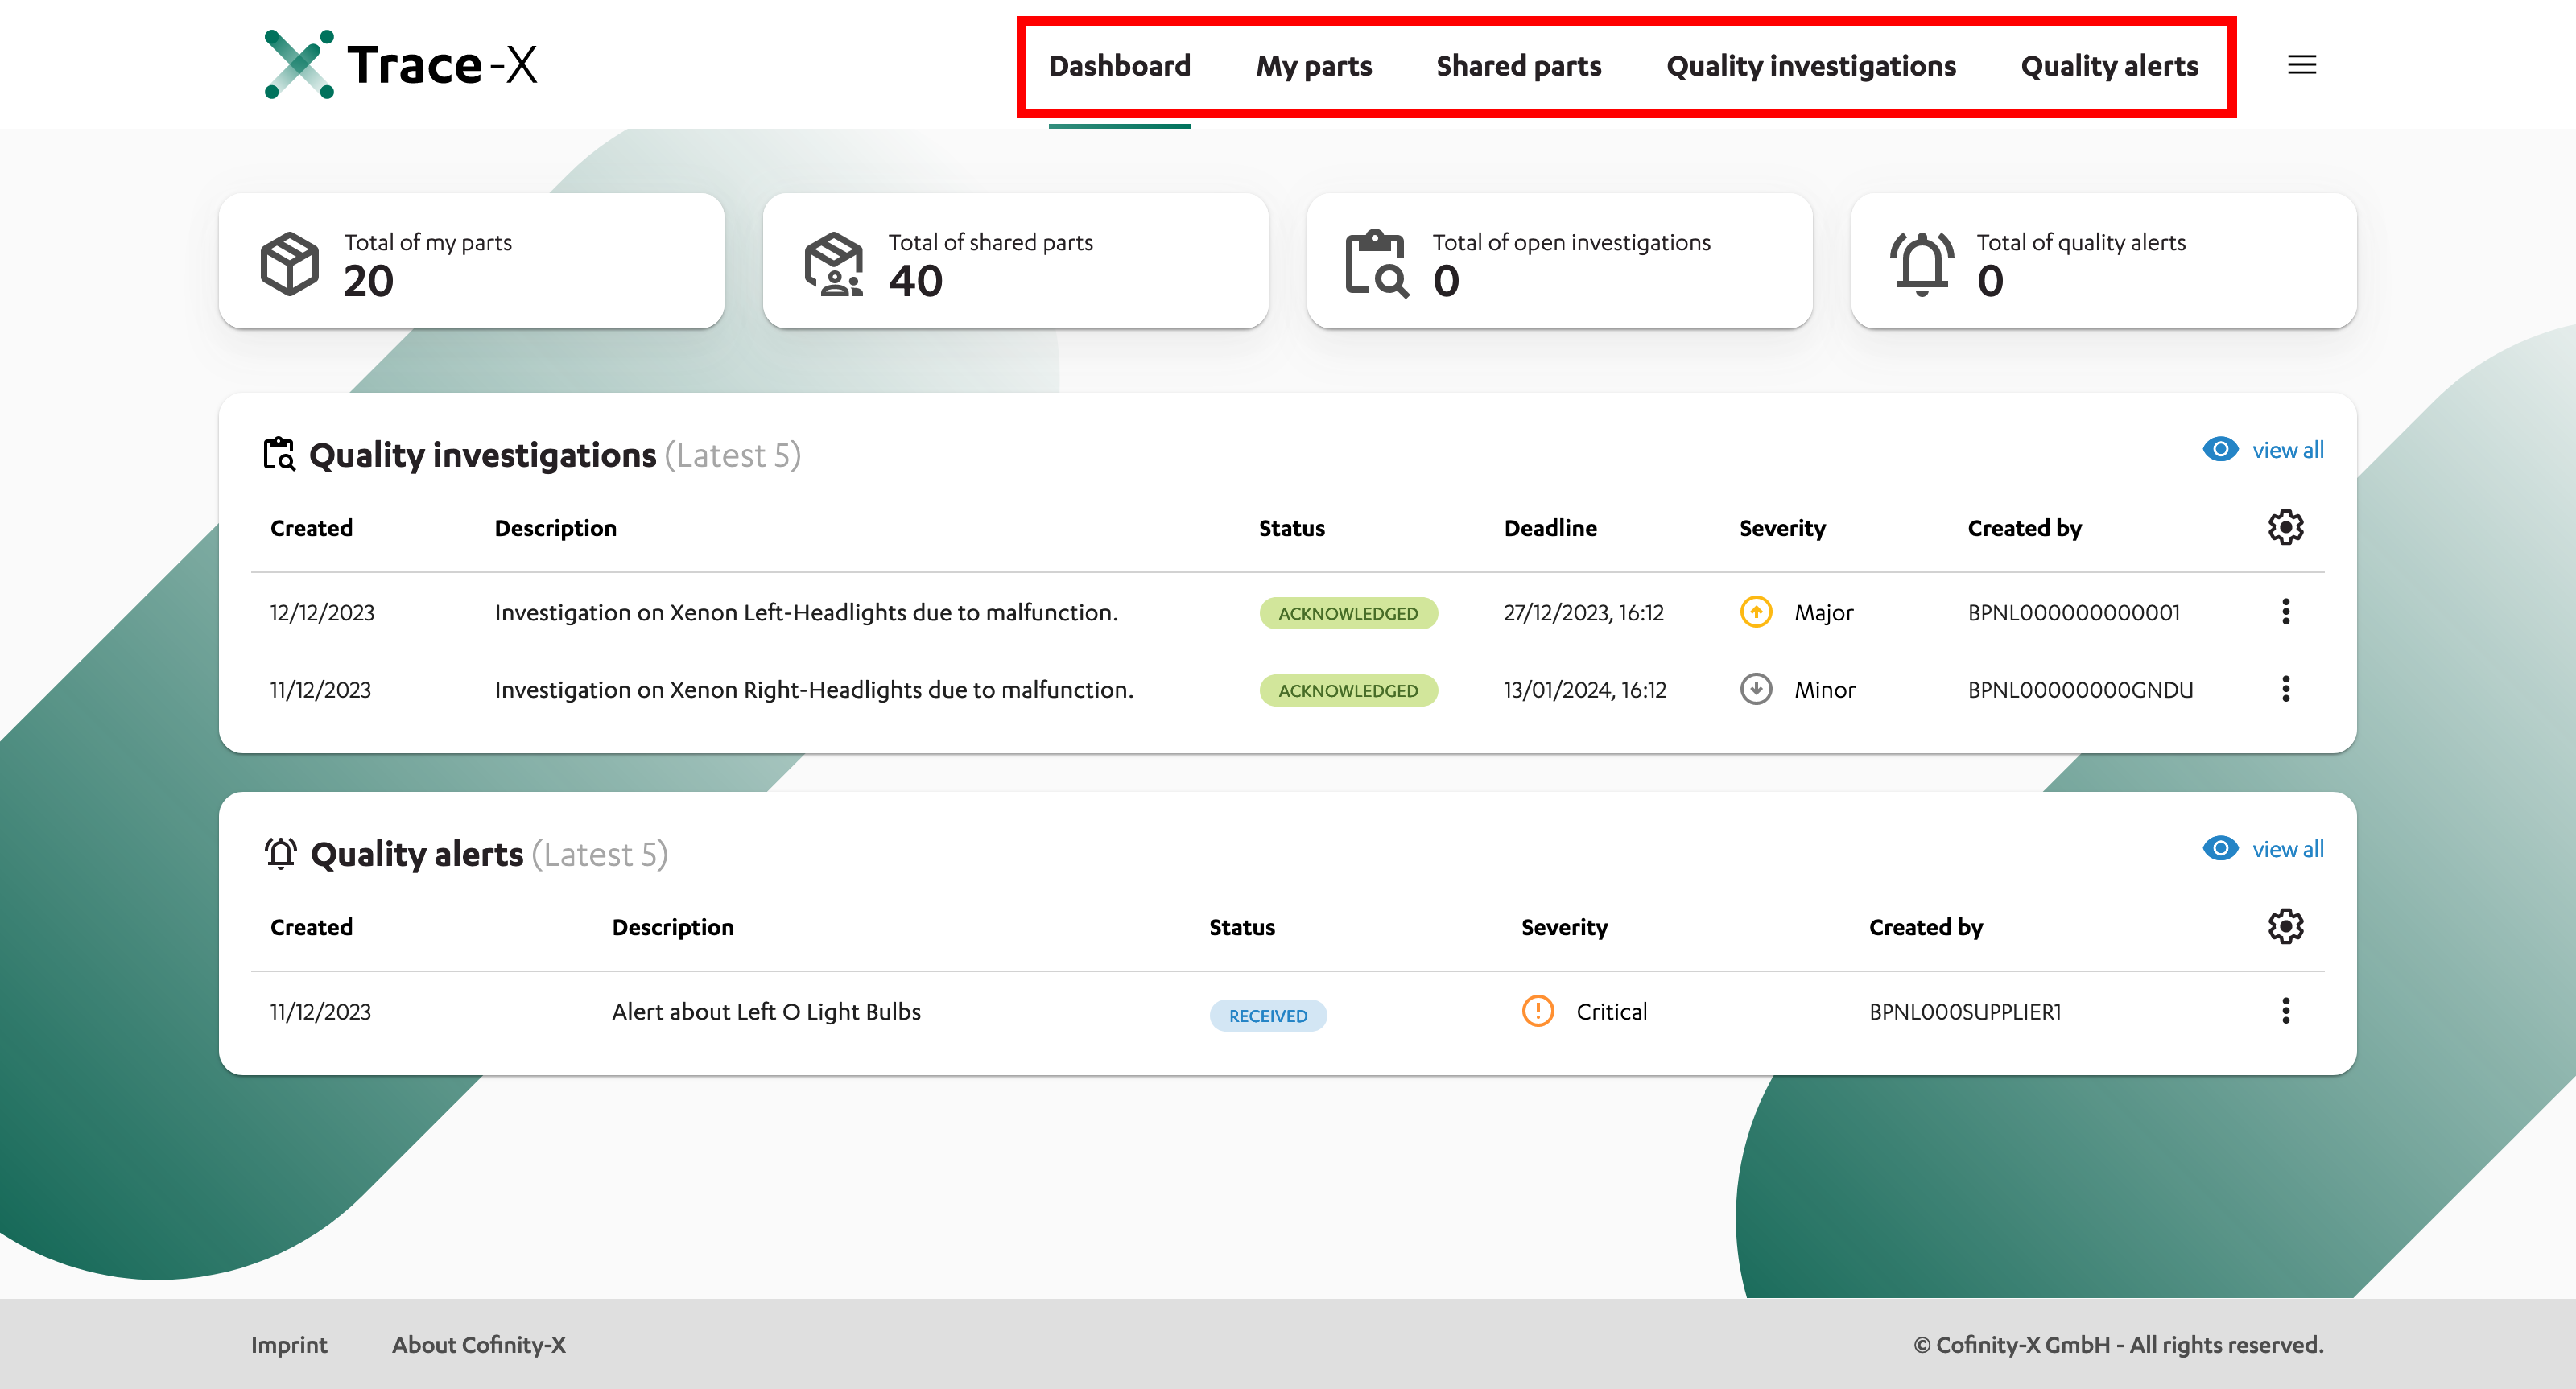 Trace-X
Dashboard My parts Shared parts Quality investigations Quality alerts
Total of my parts
20
Total of shared parts
40
Total of open investigations
0
Total of quality alerts
0
Quality investigations (Latest 5) view all
Created Description Status Deadline Severity Created by
12/12/2023 Investigation on Xenon Left-Headlights due to malfunction. ACKNOWLEDGED 27/12/2023, 16:12 Major BPNL000000000001
11/12/2023 Investigation on Xenon Right-Headlights due to malfunction. ACKNOWLEDGED 13/01/2024, 16:12 Minor BPNL00000000GNDU
Quality alerts (Latest 5) view all
Created Description Status Severity Created by
11/12/2023 Alert about Left O Light Bulbs RECEIVED Critical BPNL000SUPPLIER1
Imprint About Cofinity-X © Cofinity-X GmbH - All rights reserved.